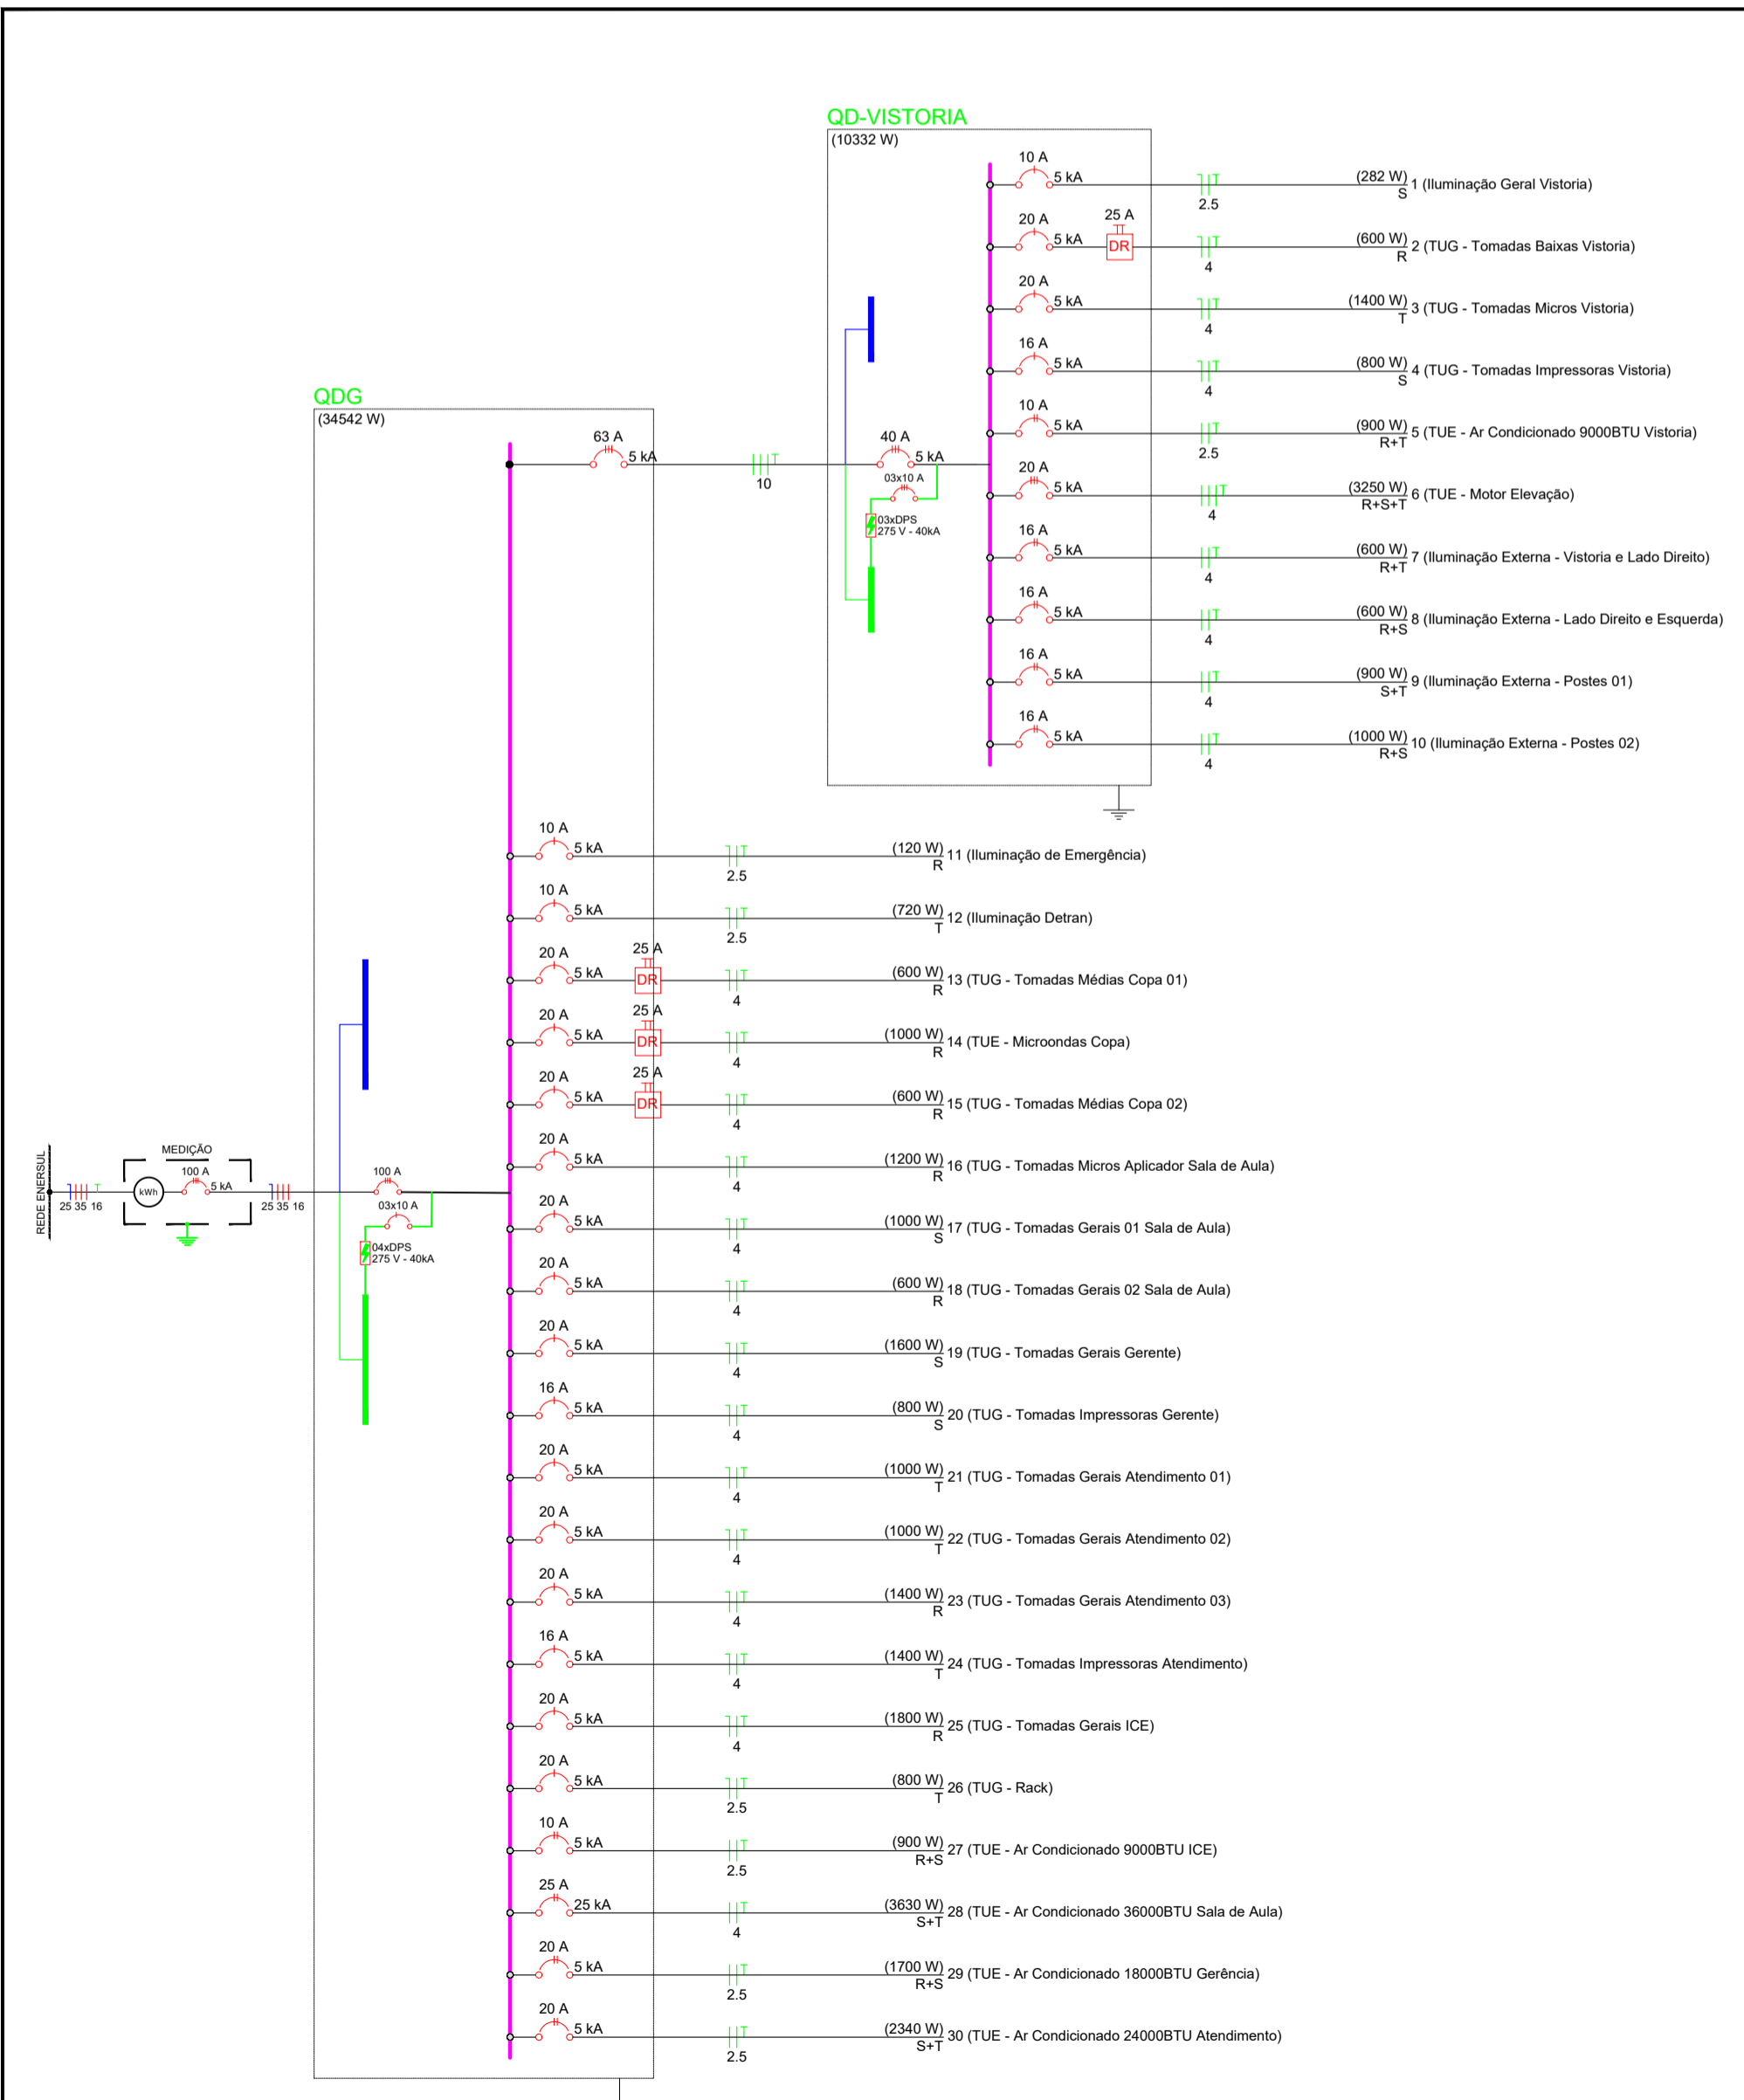 QD-VISTORIA
(10332 W)
10 A
5 kA
2.5
(282 W)
S
1 (Iluminação Geral Vistoria)
20 A
5 kA
25 A
DR
4
(600 W)
R
2 (TUG - Tomadas Baixas Vistoria)
20 A
5 kA
4
(1400 W)
T
3 (TUG - Tomadas Micros Vistoria)
16 A
5 kA
4
(800 W)
S
4 (TUG - Tomadas Impressoras Vistoria)
10 A
5 kA
2.5
(900 W)
R+T
5 (TUE - Ar Condicionado 9000BTU Vistoria)
20 A
5 kA
4
(3250 W)
R+S+T
6 (TUE - Motor Elevação)
16 A
5 kA
4
(600 W)
R+T
7 (Iluminação Externa - Vistoria e Lado Direito)
16 A
5 kA
4
(600 W)
R+S
8 (Iluminação Externa - Lado Direito e Esquerda)
16 A
5 kA
4
(900 W)
S+T
9 (Iluminação Externa - Postes 01)
16 A
5 kA
4
(1000 W)
R+S
10 (Iluminação Externa - Postes 02)
40 A
5 kA
03x10 A
03xDPS
275 V - 40kA
QDG
(34542 W)
63 A
5 kA
T
10
10 A
5 kA
T
2.5
(120 W)
R
11 (Iluminação de Emergência)
10 A
5 kA
T
2.5
(720 W)
T
12 (Iluminação Detran)
20 A
5 kA
25 A
DR
4
(600 W)
R
13 (TUG - Tomadas Médias Copa 01)
20 A
5 kA
25 A
DR
4
(1000 W)
R
14 (TUE - Microondas Copa)
20 A
5 kA
25 A
DR
4
(600 W)
R
15 (TUG - Tomadas Médias Copa 02)
20 A
5 kA
4
(1200 W)
R
16 (TUG - Tomadas Micros Aplicador Sala de Aula)
20 A
5 kA
4
(1000 W)
S
17 (TUG - Tomadas Gerais 01 Sala de Aula)
20 A
5 kA
4
(600 W)
R
18 (TUG - Tomadas Gerais 02 Sala de Aula)
20 A
5 kA
4
(1600 W)
S
19 (TUG - Tomadas Gerais Gerente)
16 A
5 kA
4
(800 W)
S
20 (TUG - Tomadas Impressoras Gerente)
20 A
5 kA
4
(1000 W)
T
21 (TUG - Tomadas Gerais Atendimento 01)
20 A
5 kA
4
(1000 W)
T
22 (TUG - Tomadas Gerais Atendimento 02)
20 A
5 kA
4
(1400 W)
R
23 (TUG - Tomadas Gerais Atendimento 03)
16 A
5 kA
4
(1400 W)
T
24 (TUG - Tomadas Impressoras Atendimento)
20 A
5 kA
4
(1800 W)
R
25 (TUG - Tomadas Gerais ICE)
20 A
5 kA
2.5
(800 W)
T
26 (TUG - Rack)
10 A
5 kA
2.5
(900 W)
R+S
27 (TUE - Ar Condicionado 9000BTU ICE)
25 A
25 kA
4
(3630 W)
S+T
28 (TUE - Ar Condicionado 36000BTU Sala de Aula)
20 A
5 kA
2.5
(1700 W)
R+S
29 (TUE - Ar Condicionado 18000BTU Gerência)
20 A
5 kA
2.5
(2340 W)
S+T
30 (TUE - Ar Condicionado 24000BTU Atendimento)
REDE ENERSUL
25 35 16
MEDIÇÃO
kWh
100 A
5 kA
25 35 16
100 A
03x10 A
04xDPS
275 V - 40kA